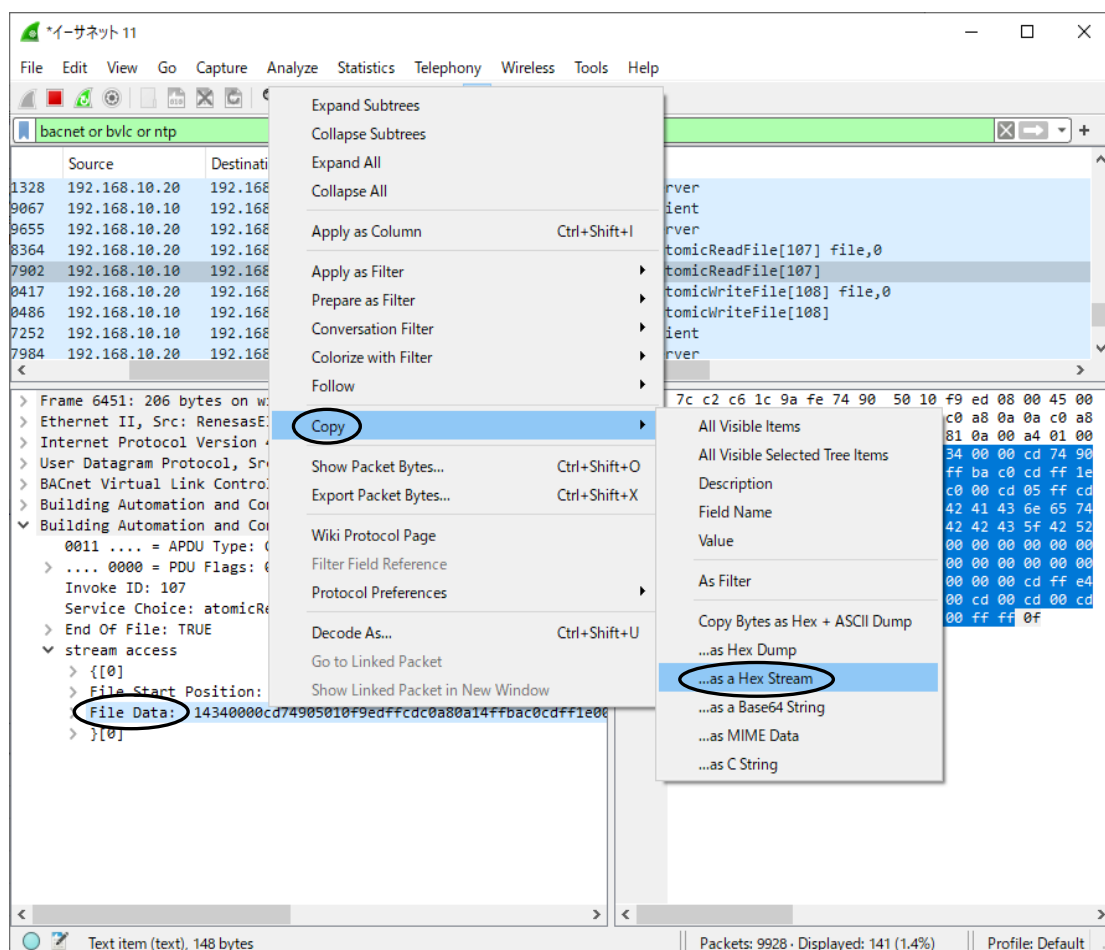 *イーサネット 11
File Edit View Go Capture Analyze Statistics Telephony Wireless Tools Help
bacnet or bvlc or ntp
Source Destinati
1328 192.168.10.20 192.168 rver
9067 192.168.10.10 192.168 ient
9655 192.168.10.20 192.168 rver
8364 192.168.10.20 192.168 tomicReadFile[107] file,0
7902 192.168.10.10 192.168 tomicReadFile[107]
0417 192.168.10.20 192.168 tomicWriteFile[108] file,0
0486 192.168.10.10 192.168 tomicWriteFile[108]
7252 192.168.10.10 192.168 ient
7984 192.168.10.20 192.168 rver
Expand Subtrees
Collapse Subtrees
Expand All
Collapse All
Apply as Column Ctrl+Shift+I
Apply as Filter
Prepare as Filter
Conversation Filter
Colorize with Filter
Follow
Copy
Show Packet Bytes... Ctrl+Shift+O
Export Packet Bytes... Ctrl+Shift+X
Wiki Protocol Page
Filter Field Reference
Protocol Preferences
Decode As... Ctrl+Shift+U
Go to Linked Packet
Show Linked Packet in New Window
All Visible Items
All Visible Selected Tree Items
Description
Field Name
Value
As Filter
Copy Bytes as Hex + ASCII Dump
...as Hex Dump
...as a Hex Stream
...as a Base64 String
...as MIME Data
...as C String
Frame 6451: 206 bytes on w
Ethernet II, Src: RenesasE
Internet Protocol Version
User Datagram Protocol, Sr
BACnet Virtual Link Contro
Building Automation and Co
Building Automation and Co
0011 .... = APDU Type:
.... 0000 = PDU Flags:
Invoke ID: 107
Service Choice: atomicRe
End Of File: TRUE
stream access
{[0]
File Start Position:
File Data: 14340000cd74905010f9edffcdc0a80a14ffbac0cdff1e00
}[0]
7c c2 c6 1c 9a fe 74 90 50 10 f9 ed 08 00 45 00
c0 a8 0a 0a c0 a8
81 0a 00 a4 01 00
34 00 00 cd 74 90
ff ba c0 cd ff 1e
c0 00 cd 05 ff cd
42 41 43 6e 65 74
42 42 43 5f 42 52
00 00 00 00 00 00
00 00 00 00 00 00
00 00 00 cd ff e4
00 cd 00 cd 00 cd
00 ff ff 0f
Text item (text), 148 bytes
Packets: 9928 · Displayed: 141 (1.4%)
Profile: Default